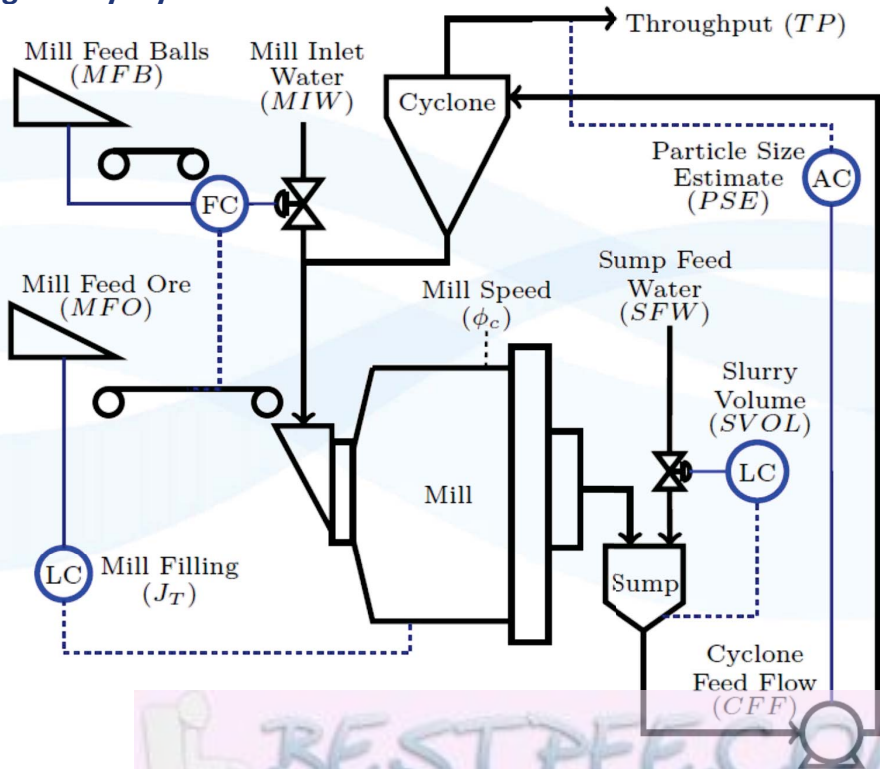 Throughput (TP)
Mill Feed Balls
(MFB)
Mill Inlet
Water
(MIW)
Cyclone
Particle Size
Estimate
(PSE)
AC
FC
Mill Feed Ore
(MFO)
Mill Speed
(ϕc)
Sump Feed
Water
(SFW)
Slurry
Volume
(SVOL)
LC
Mill
LC
Mill Filling
(JT)
Sump
Cyclone
Feed Flow
(CFF)